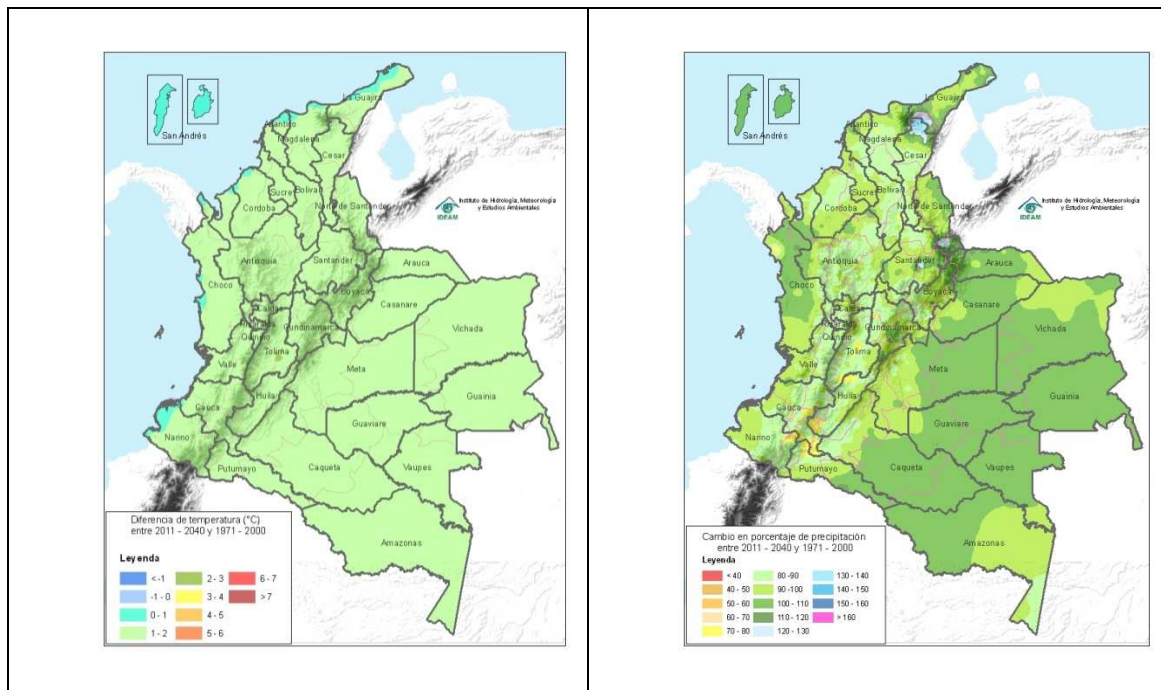 La Guajira
Atlantico
San Andrés
Magdalena
Cesar
Sucre
Bolivar
Cordoba
Norte de Santander
Instituto de Hidrología, Meteorología
y Estudios Ambientales
IDEAM
Antioquia
Santander
Arauca
Choco
Boyaca
Casanare
Caldas
Vichada
Risaralda
Cundinamarca
Quindio
Tolima
Valle
Meta
Guainia
Huila
Cauca
Guaviare
Narino
Vaupes
Putumayo
Caqueta
Amazonas
Diferencia de temperatura (°C)
entre 2011 - 2040 y 1971 - 2000
Leyenda
< -1 2 - 3 6 - 7
-1 - 0 3 - 4 > 7
0 - 1 4 - 5
1 - 2 5 - 6
La Guajira
Atlantico
San Andrés
Magdalena
Cesar
Sucre
Bolivar
Cordoba
Norte de Santander
Instituto de Hidrología, Meteorología
y Estudios Ambientales
IDEAM
Antioquia
Santander
Arauca
Choco
Boyaca
Casanare
Caldas
Vichada
Risaralda
Cundinamarca
Quindio
Tolima
Valle
Meta
Guainia
Huila
Cauca
Guaviare
Narino
Vaupes
Putumayo
Caqueta
Amazonas
Cambio en porcentaje de precipitación
entre 2011 - 2040 y 1971 - 2000
Leyenda
< 40 80-90 130 - 140
40 - 50 90-100 140 - 150
50 - 60 100 - 110 150 - 160
60 - 70 110 - 120 > 160
70 - 80 120 - 130